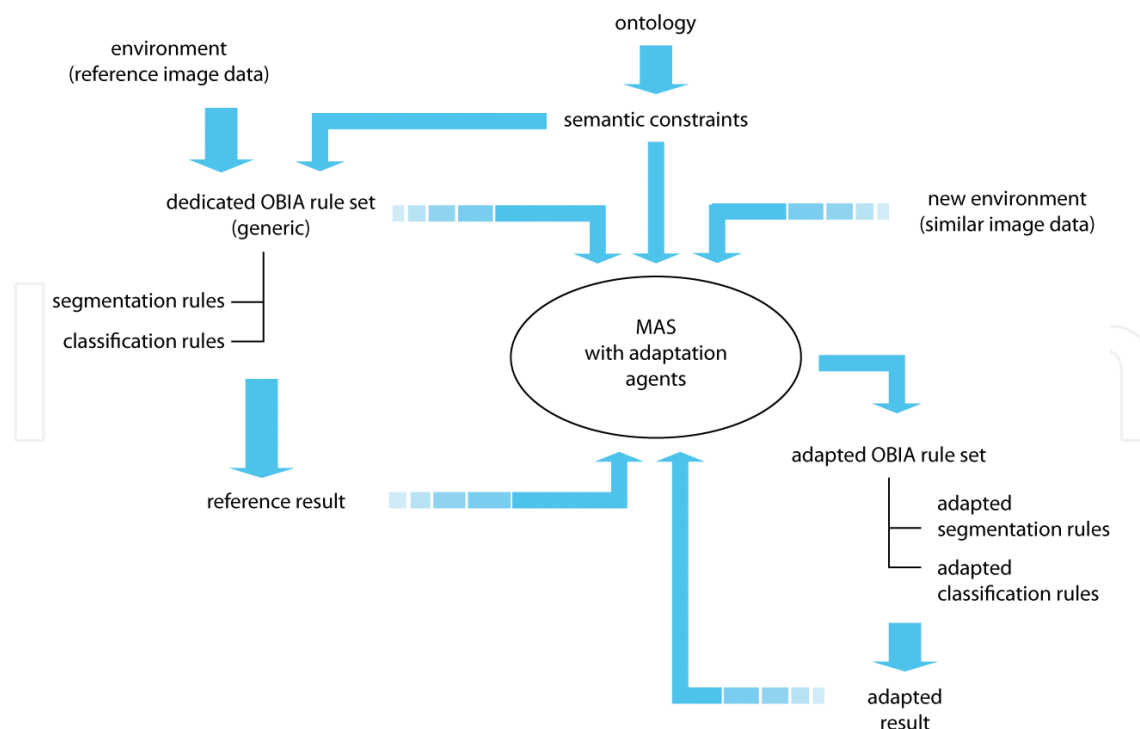 ontology
environment
(reference image data)
semantic constraints
dedicated OBIA rule set
(generic)
new environment
(similar image data)
segmentation rules
classification rules
MAS
with adaptation
agents
adapted OBIA rule set
reference result
adapted
segmentation rules
adapted
classification rules
adapted
result